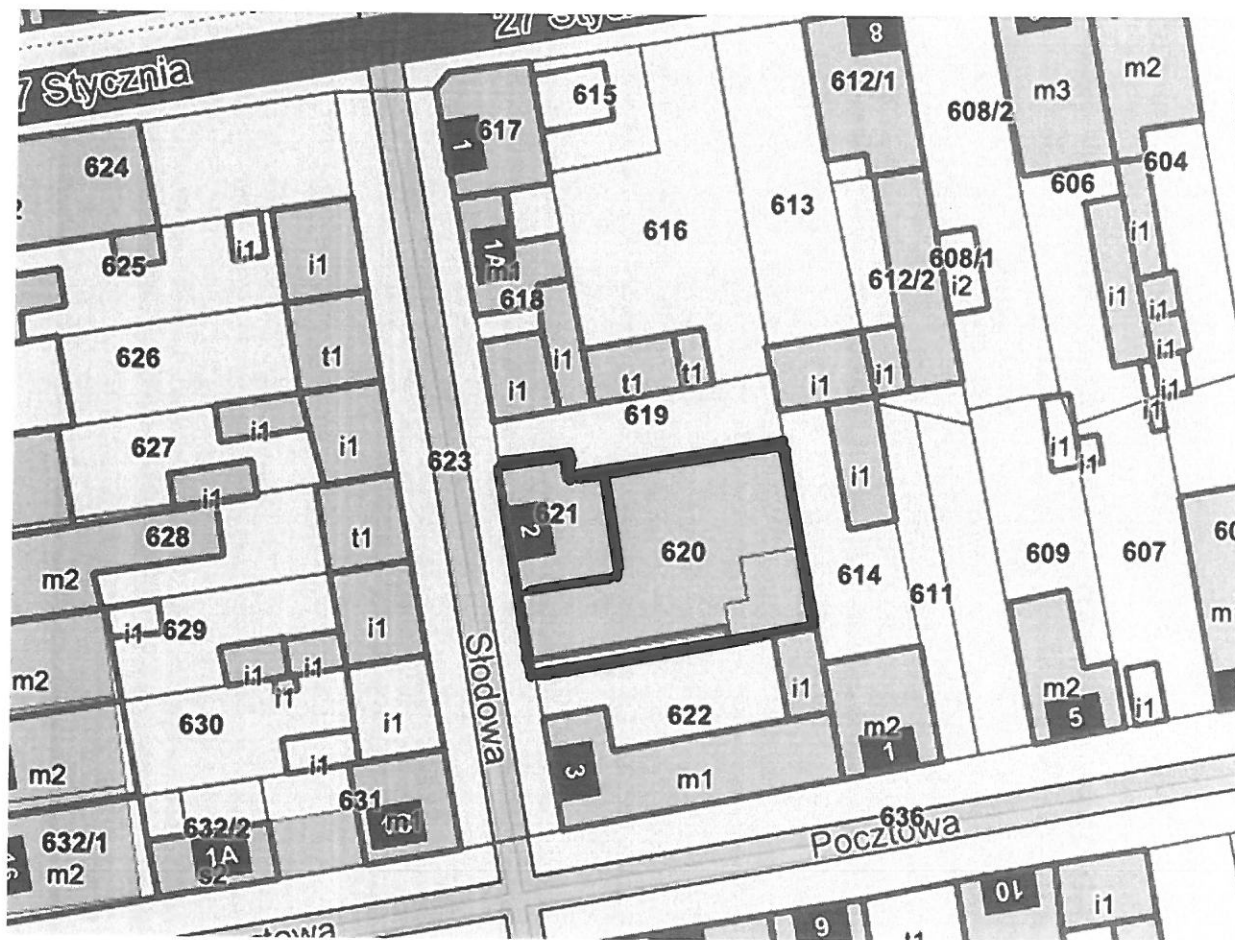 27 Stycznia
7 Stycznia
8
612/1
m3
m2
615
608/2
617
1
624
604
606
613
i1
625
i1
i1
1A
m1
616
608/1
i2
612/2
618
i1
i1
626
t1
i1
i1
t1
t1
i1
i1
i1
i1
i1
619
627
i1
i1
623
i1
i1
i1
621
2
i1
628
t1
620
m2
609
607
614
611
629
i1
i1
m
i1
i1
m2
i1
Słodowa
i1
m2
5
i1
630
i1
622
m2
1
i1
3
m1
m2
631
m1
636
Pocztowa
632/1
m2
632/2
1A
s2
10
i1
9
t1